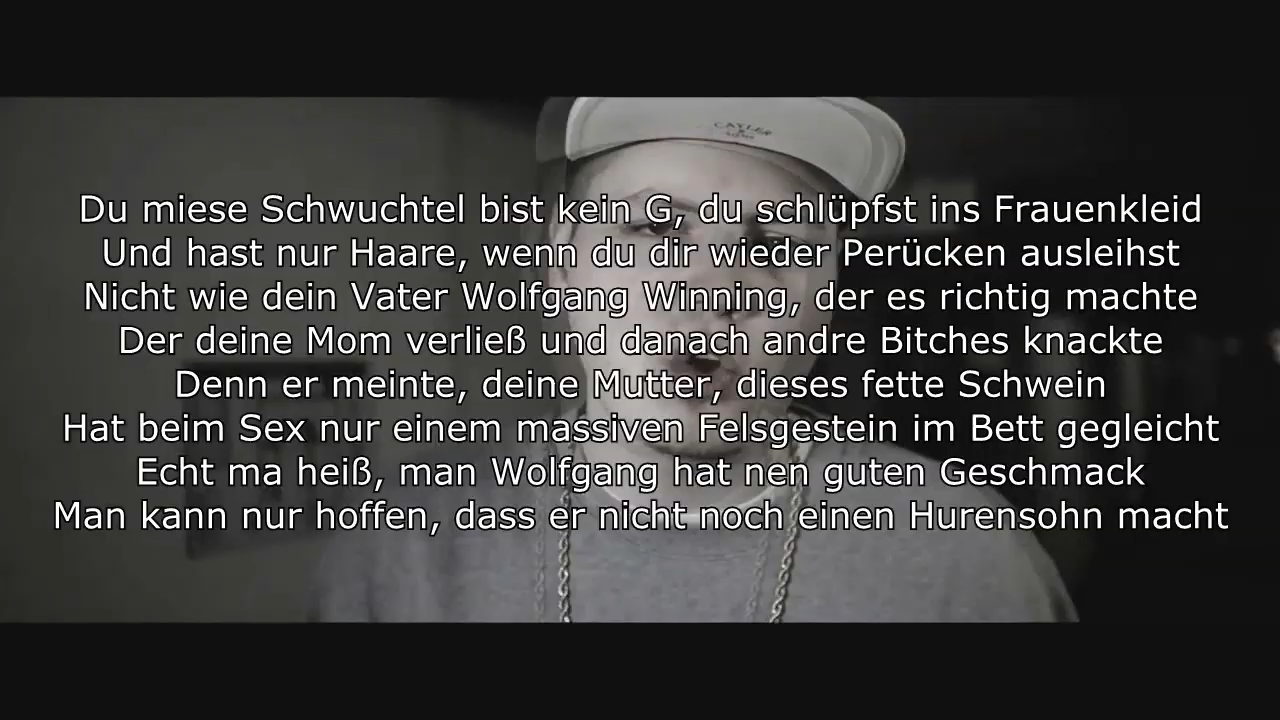 CAYLER
Du miese Schwuchtel bist kein G, du schlüpfst ins Frauenkleid
Und hast nur Haare, wenn du dir wieder Perücken ausleihst
Nicht wie dein Vater Wolfgang Winning, der es richtig machte
Der deine Mom verließ und danach andre Bitches knackte
Denn er meinte, deine Mutter, dieses fette Schwein
Hat beim Sex nur einem massiven Felsgestein im Bett gegleicht
Echt ma heiß, man Wolfgang hat nen guten Geschmack
Man kann nur hoffen, dass er nicht noch einen Hurensohn macht